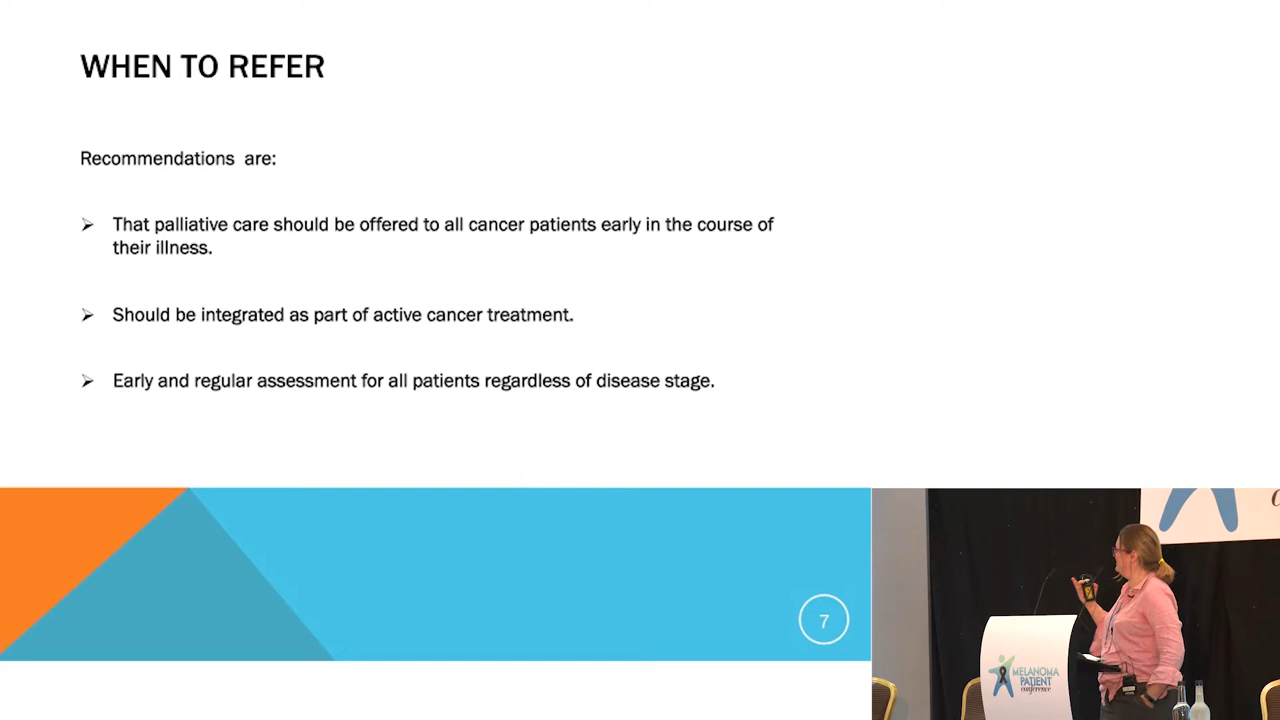 WHEN TO REFER
Recommendations are:
That palliative care should be offered to all cancer patients early in the course of
their illness.
Should be integrated as part of active cancer treatment.
Early and regular assessment for all patients regardless of disease stage.
7
MELANOMA
PATIENT
conference